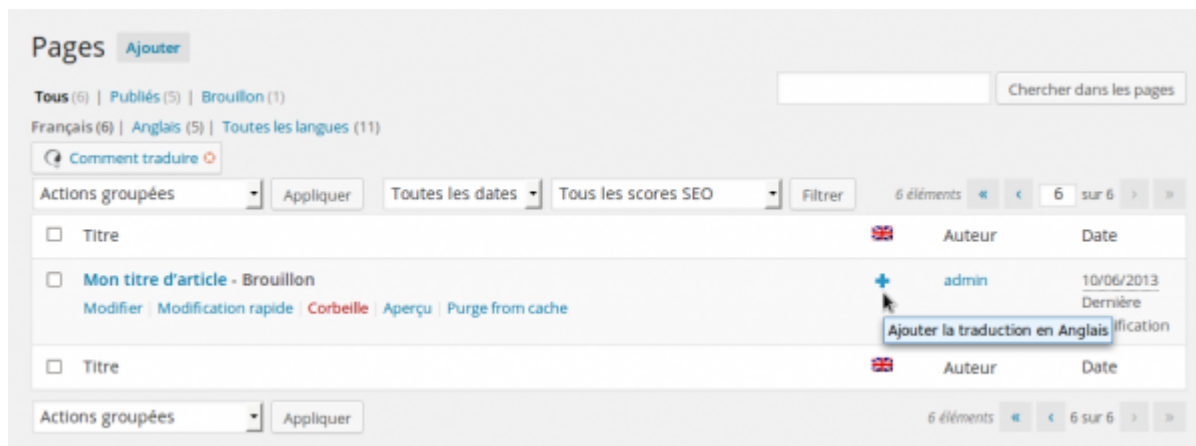 Pages Ajouter
Tous (6) | Publiés (5) | Brouillon (1)
Chercher dans les pages
Français (6) | Anglais (5) | Toutes les langues (11)
Comment traduire
Actions groupées Appliquer Toutes les dates Tous les scores SEO Filtrer 6 éléments « ‹ 6 sur 6 › »
Titre Auteur Date
Mon titre d'article - Brouillon admin 10/06/2013
Modifier | Modification rapide | Corbeille | Aperçu | Purge from cache Dernière
Ajouter la traduction en Anglais ification
Titre Auteur Date
Actions groupées Appliquer 6 éléments « ‹ 6 sur 6 › »